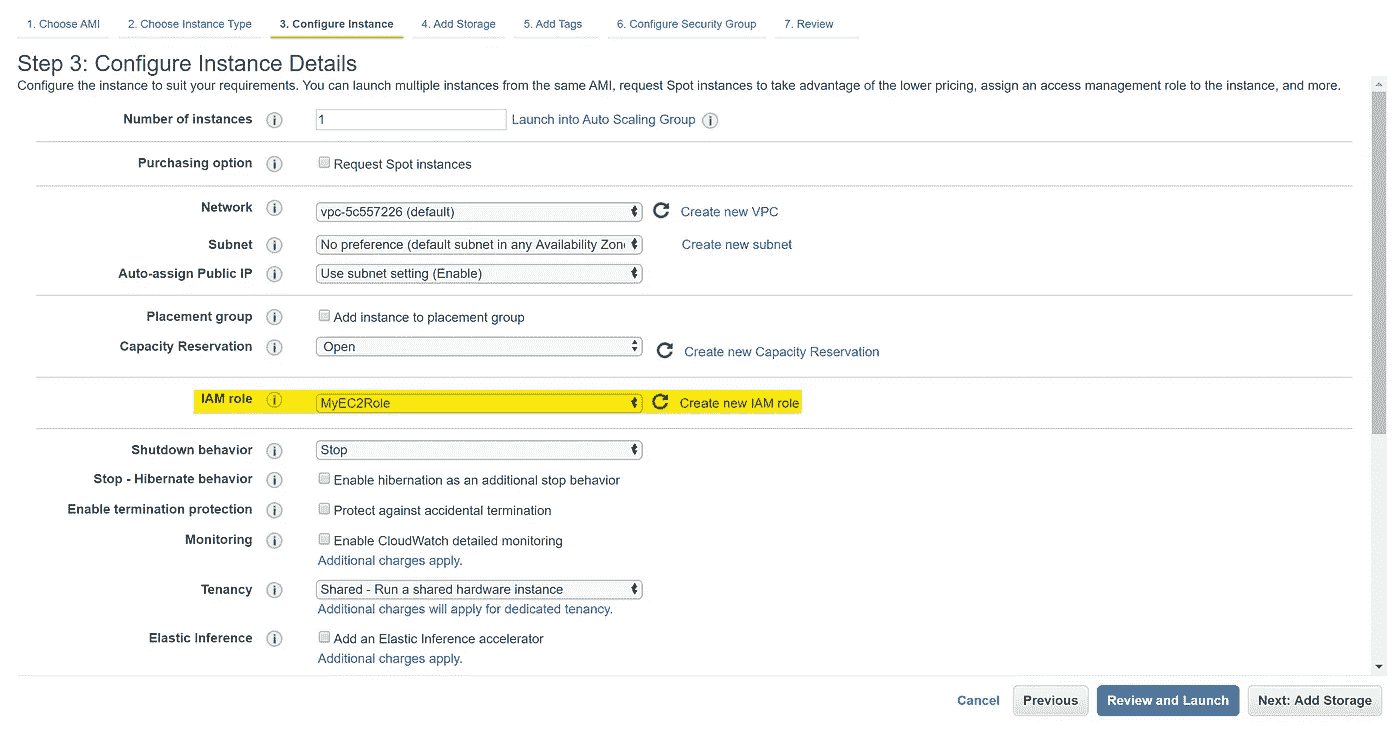 1. Choose AMI 2. Choose Instance Type 3. Configure Instance 4. Add Storage 5. Add Tags 6. Configure Security Group 7. Review
Step 3: Configure Instance Details
Configure the instance to suit your requirements. You can launch multiple instances from the same AMI, request Spot instances to take advantage of the lower pricing, assign an access management role to the instance, and more.
Number of instances i 1 Launch into Auto Scaling Group i
Purchasing option i Request Spot instances
Network i vpc-5c557226 (default) Create new VPC
Subnet i No preference (default subnet in any Availability Zon Create new subnet
Auto-assign Public IP i Use subnet setting (Enable)
Placement group i Add instance to placement group
Capacity Reservation i Open Create new Capacity Reservation
IAM role i MyEC2Role Create new IAM role
Shutdown behavior i Stop
Stop - Hibernate behavior i Enable hibernation as an additional stop behavior
Enable termination protection i Protect against accidental termination
Monitoring i Enable CloudWatch detailed monitoring
Additional charges apply.
Tenancy i Shared - Run a shared hardware instance
Additional charges will apply for dedicated tenancy.
Elastic Inference i Add an Elastic Inference accelerator
Additional charges apply.
Cancel Previous Review and Launch Next: Add Storage